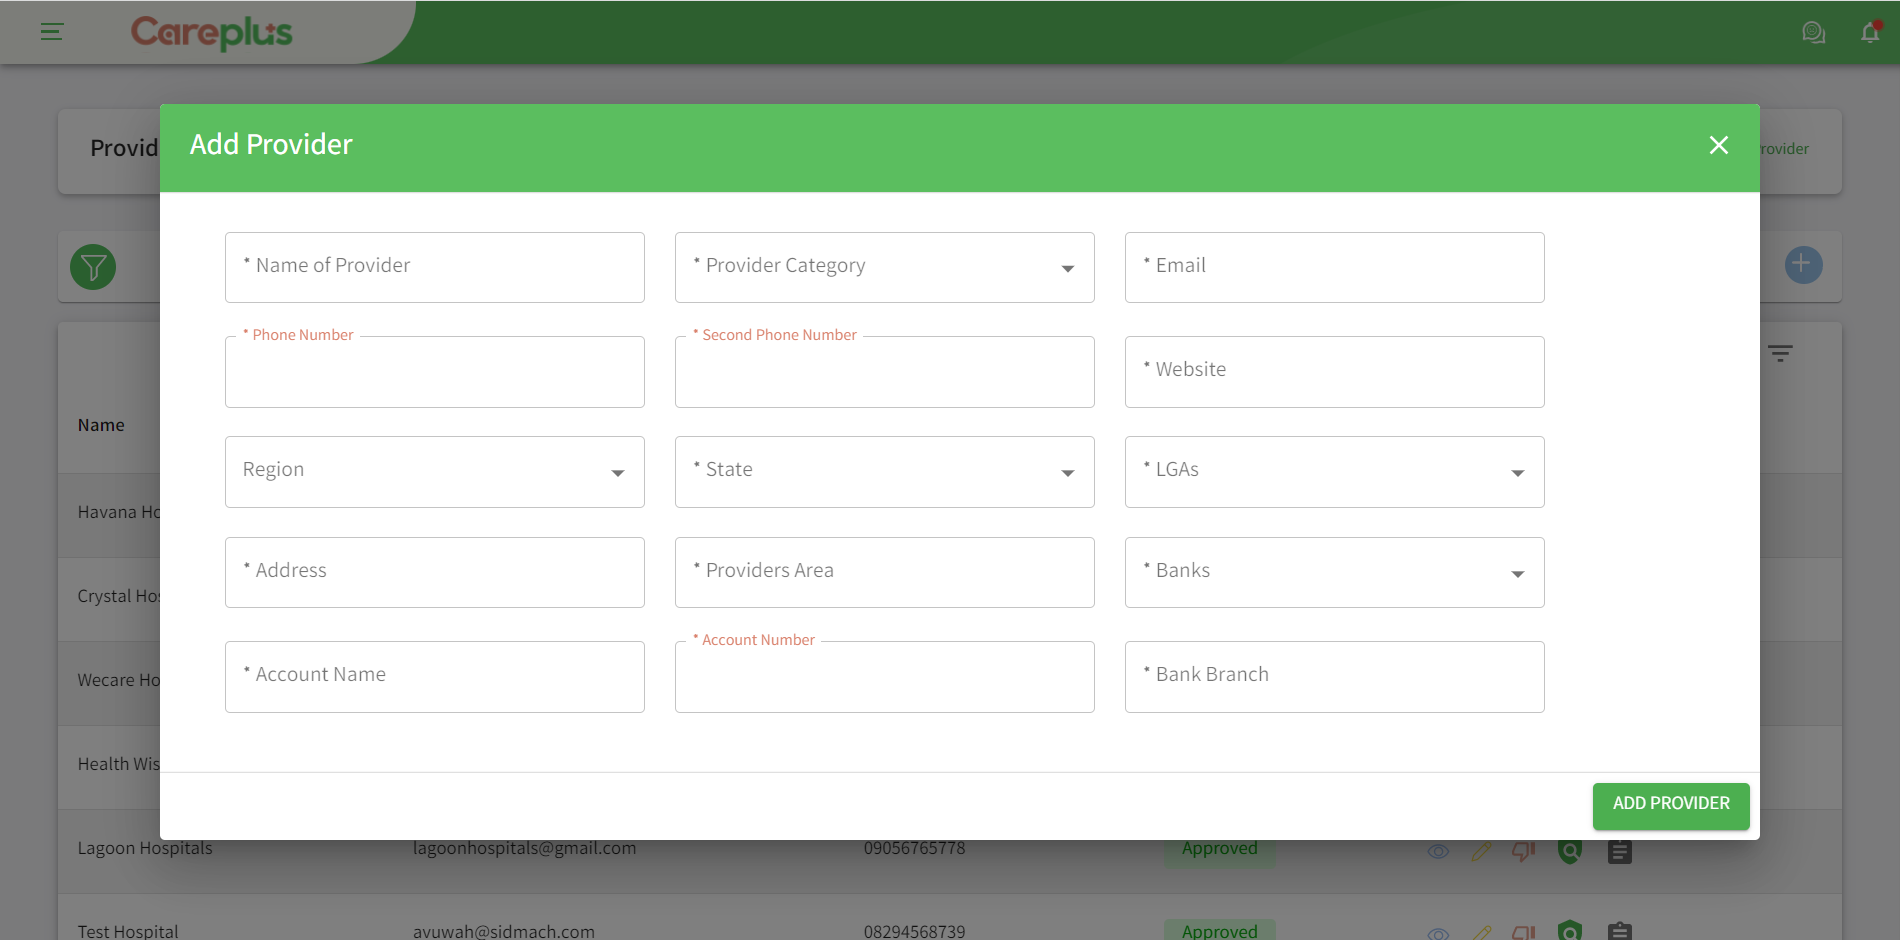 Careplus
Provid
Add Provider
rovider
* Name of Provider
* Provider Category
* Email
* Phone Number
* Second Phone Number
* Website
Name
Region
* State
* LGAs
Havana Ho
* Address
* Providers Area
* Banks
Crystal Hos
* Account Name
* Account Number
* Bank Branch
Wecare Ho
Health Wis
ADD PROVIDER
Lagoon Hospitals lagoonhospitals@gmail.com 09056765778 Approved
Test Hospital avuwah@sidmach.com 08294568739 Approved